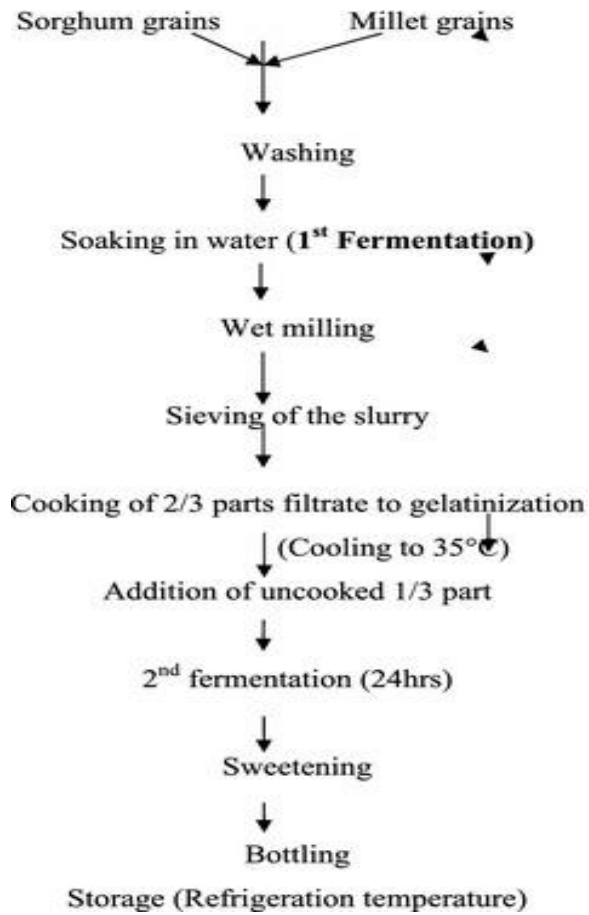 Sorghum grains Millet grains
Washing
Soaking in water (1st Fermentation)
Wet milling
Sieving of the slurry
Cooking of 2/3 parts filtrate to gelatinization
(Cooling to 35°C)
Addition of uncooked 1/3 part
2nd fermentation (24hrs)
Sweetening
Bottling
Storage (Refrigeration temperature)